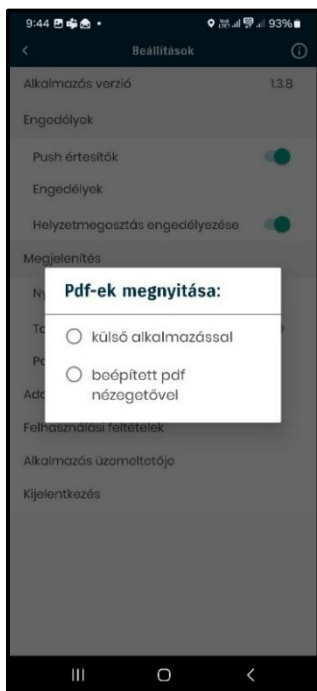 9:44 93%
Beállítások
Alkalmazás verzió 1.3.8
Engedélyek
Push értesítők
Engedélyek
Helyzetmegosztás engedélyezése
Megjelenítés
Pdf-ek megnyitása:
külső alkalmazással
beépített pdf
nézegetővel
Felhasználási feltételek
Alkalmazás üzemeltetője
Kijelentkezés